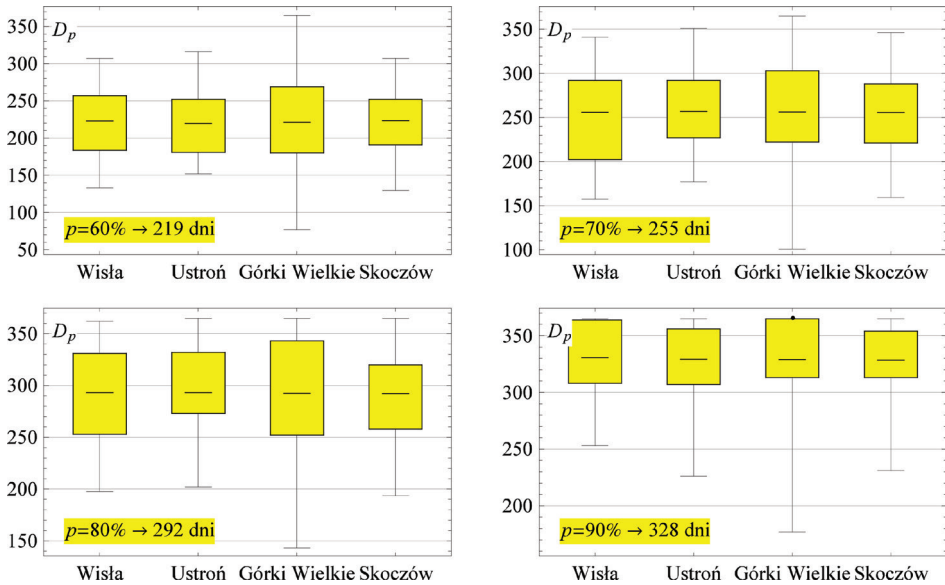 D_p
350
300
250
200
150
100
50
p=60% → 219 dni
Wisła Ustroń Górki Wielkie Skoczów
D_p
350
300
250
200
150
100
p=70% → 255 dni
Wisła Ustroń Górki Wielkie Skoczów
D_p
350
300
250
200
150
p=80% → 292 dni
Wisła Ustroń Górki Wielkie Skoczów
D_p
350
300
250
200
p=90% → 328 dni
Wisła Ustroń Górki Wielkie Skoczów